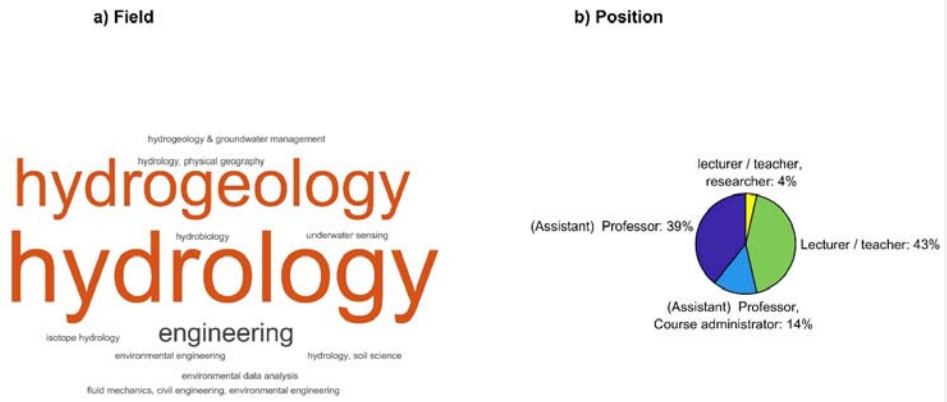 a) Field
b) Position
hydrogeology & groundwater management
hydrology, physical geography
hydrogeology
hydrobiology
underwater sensing
hydrology
engineering
isotope hydrology
environmental engineering
hydrology, soil science
environmental data analysis
fluid mechanics, civil engineering, environmental engineering
lecturer / teacher,
researcher: 4%
(Assistant) Professor: 39%
Lecturer / teacher: 43%
(Assistant) Professor,
Course administrator: 14%